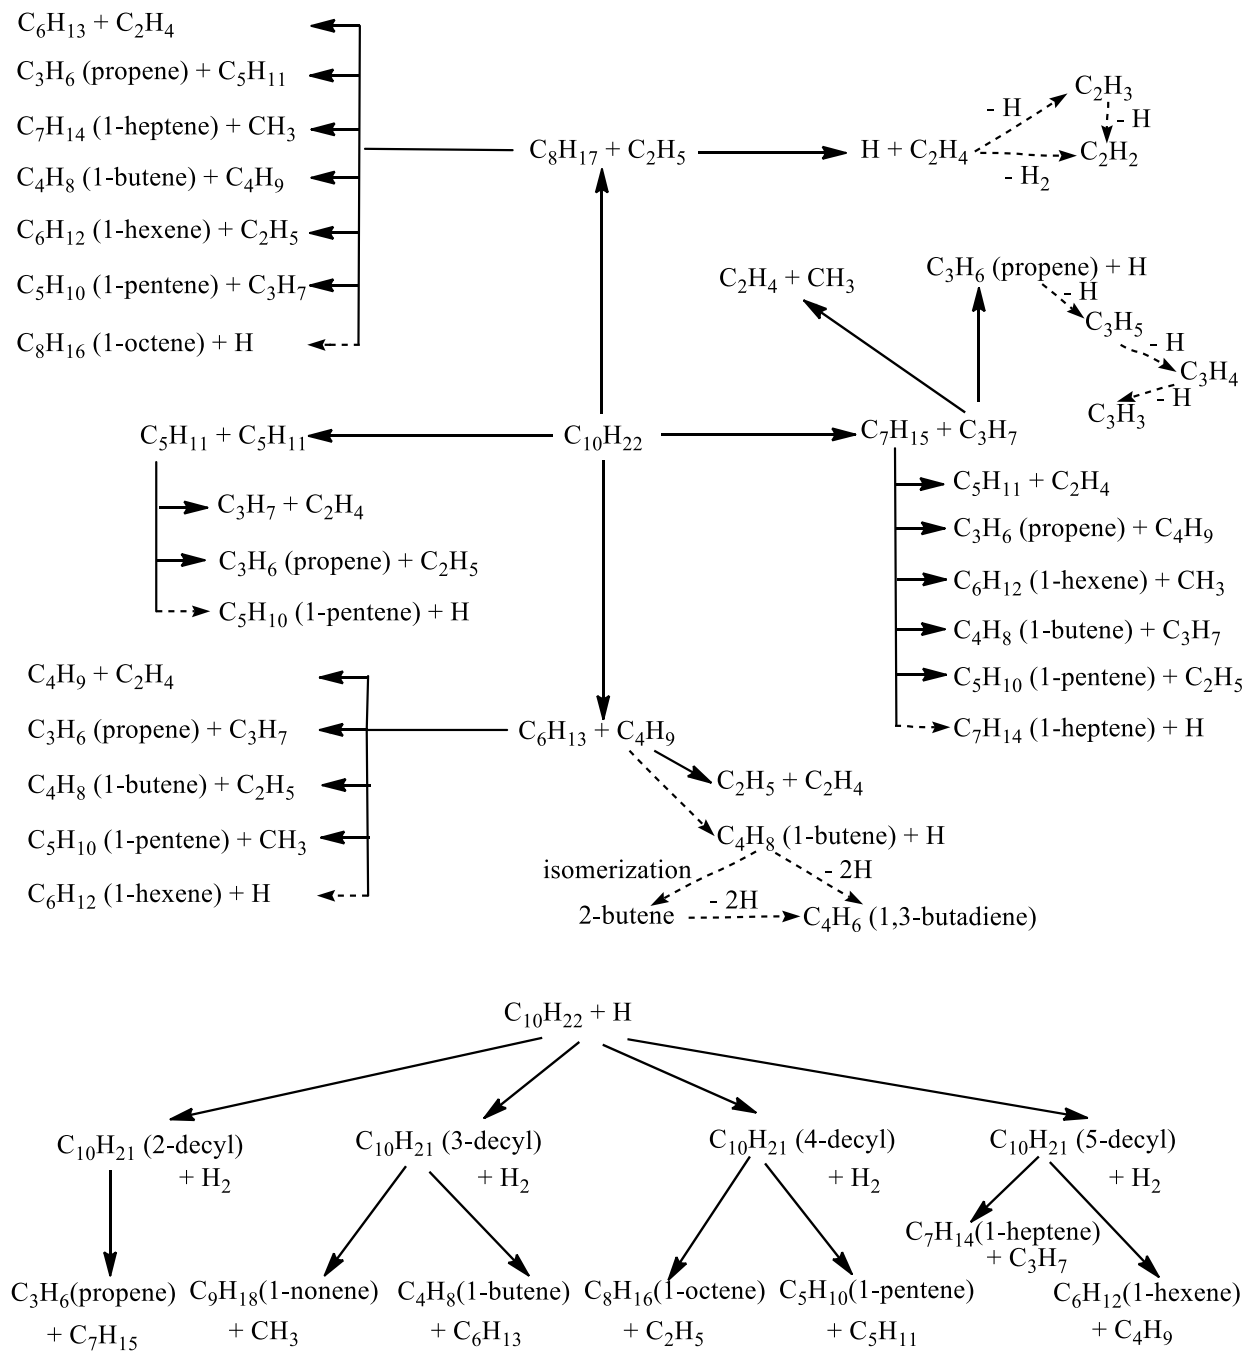 C₆H₁₃ + C₂H₄
C₃H₆ (propene) + C₅H₁₁
C₇H₁₄ (1-heptene) + CH₃
C₄H₈ (1-butene) + C₄H₉
C₆H₁₂ (1-hexene) + C₂H₅
C₅H₁₀ (1-pentene) + C₃H₇
C₈H₁₆ (1-octene) + H
C₈H₁₇ + C₂H₅
H + C₂H₄
- H
C₂H₃
- H
- H₂
C₂H₂
C₂H₄ + CH₃
C₃H₆ (propene) + H
- H
C₃H₅
- H
C₃H₄
- H
C₃H₃
C₅H₁₁ + C₅H₁₁
C₁₀H₂₂
C₇H₁₅ + C₃H₇
C₃H₇ + C₂H₄
C₃H₆ (propene) + C₂H₅
C₅H₁₀ (1-pentene) + H
C₅H₁₁ + C₂H₄
C₃H₆ (propene) + C₄H₉
C₆H₁₂ (1-hexene) + CH₃
C₄H₈ (1-butene) + C₃H₇
C₅H₁₀ (1-pentene) + C₂H₅
C₇H₁₄ (1-heptene) + H
C₄H₉ + C₂H₄
C₃H₆ (propene) + C₃H₇
C₄H₈ (1-butene) + C₂H₅
C₅H₁₀ (1-pentene) + CH₃
C₆H₁₂ (1-hexene) + H
C₆H₁₃ + C₄H₉
C₂H₅ + C₂H₄
C₄H₈ (1-butene) + H
isomerization
- 2H
2-butene
- 2H
C₄H₆ (1,3-butadiene)
C₁₀H₂₂ + H
C₁₀H₂₁ (2-decyl)
+ H₂
C₁₀H₂₁ (3-decyl)
+ H₂
C₁₀H₂₁ (4-decyl)
+ H₂
C₁₀H₂₁ (5-decyl)
+ H₂
C₃H₆(propene)
+ C₇H₁₅
C₉H₁₈(1-nonene)
+ CH₃
C₄H₈(1-butene)
+ C₆H₁₃
C₈H₁₆(1-octene)
+ C₂H₅
C₅H₁₀(1-pentene)
+ C₅H₁₁
C₇H₁₄(1-heptene)
+ C₃H₇
C₆H₁₂(1-hexene)
+ C₄H₉